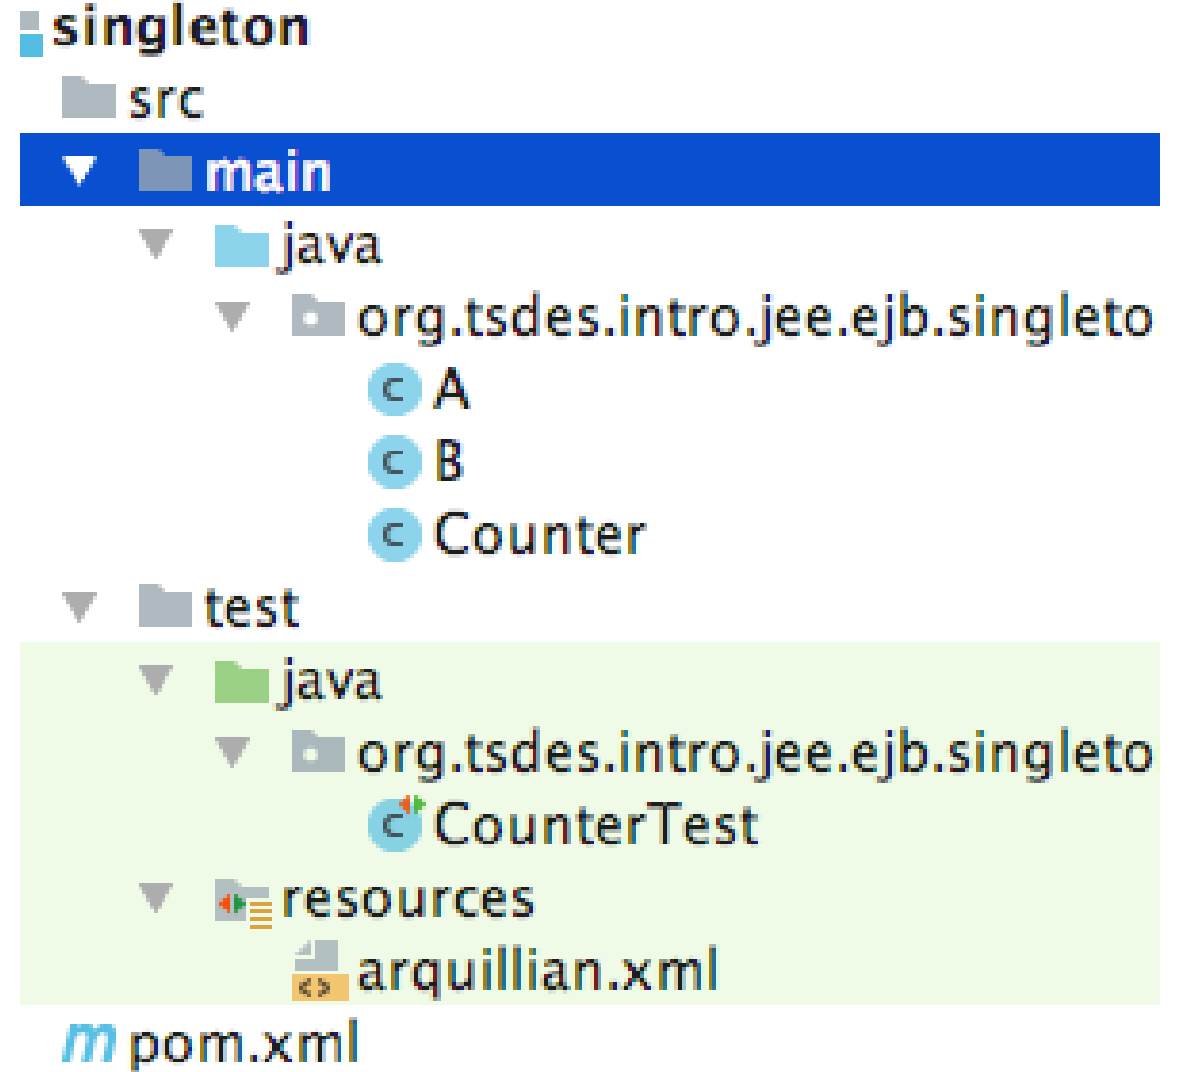 singleton
src
main
java
org.tsdes.intro.jee.ejb.singleto
C A
C B
C Counter
test
java
org.tsdes.intro.jee.ejb.singleto
C CounterTest
resources
<> arquillian.xml
m pom.xml